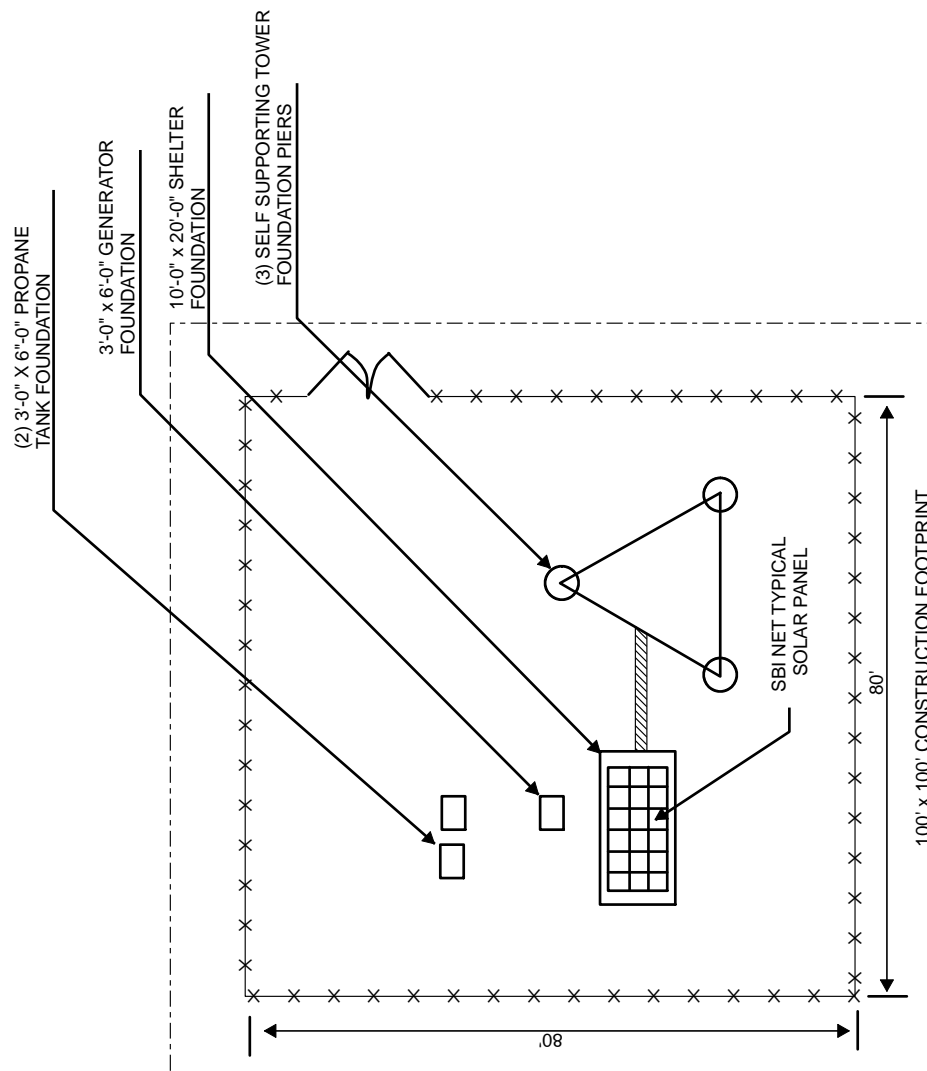 (2) 3'-0" X 6"-0" PROPANE
TANK FOUNDATION
3'-0" x 6'-0" GENERATOR
FOUNDATION
10'-0" x 20'-0" SHELTER
FOUNDATION
(3) SELF SUPPORTING TOWER
FOUNDATION PIERS
SBI NET TYPICAL
SOLAR PANEL
80'
80'
100' x 100' CONSTRUCTION FOOTPRINT